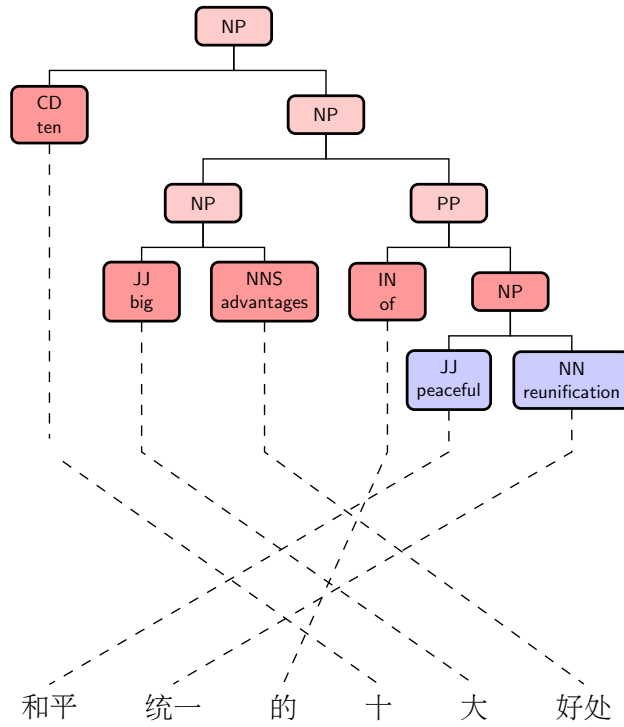 NP
CD
ten
NP
NP
PP
JJ
big
NNS
advantages
IN
of
NP
JJ
peaceful
NN
reunification
和平 统一 的 十 大 好处